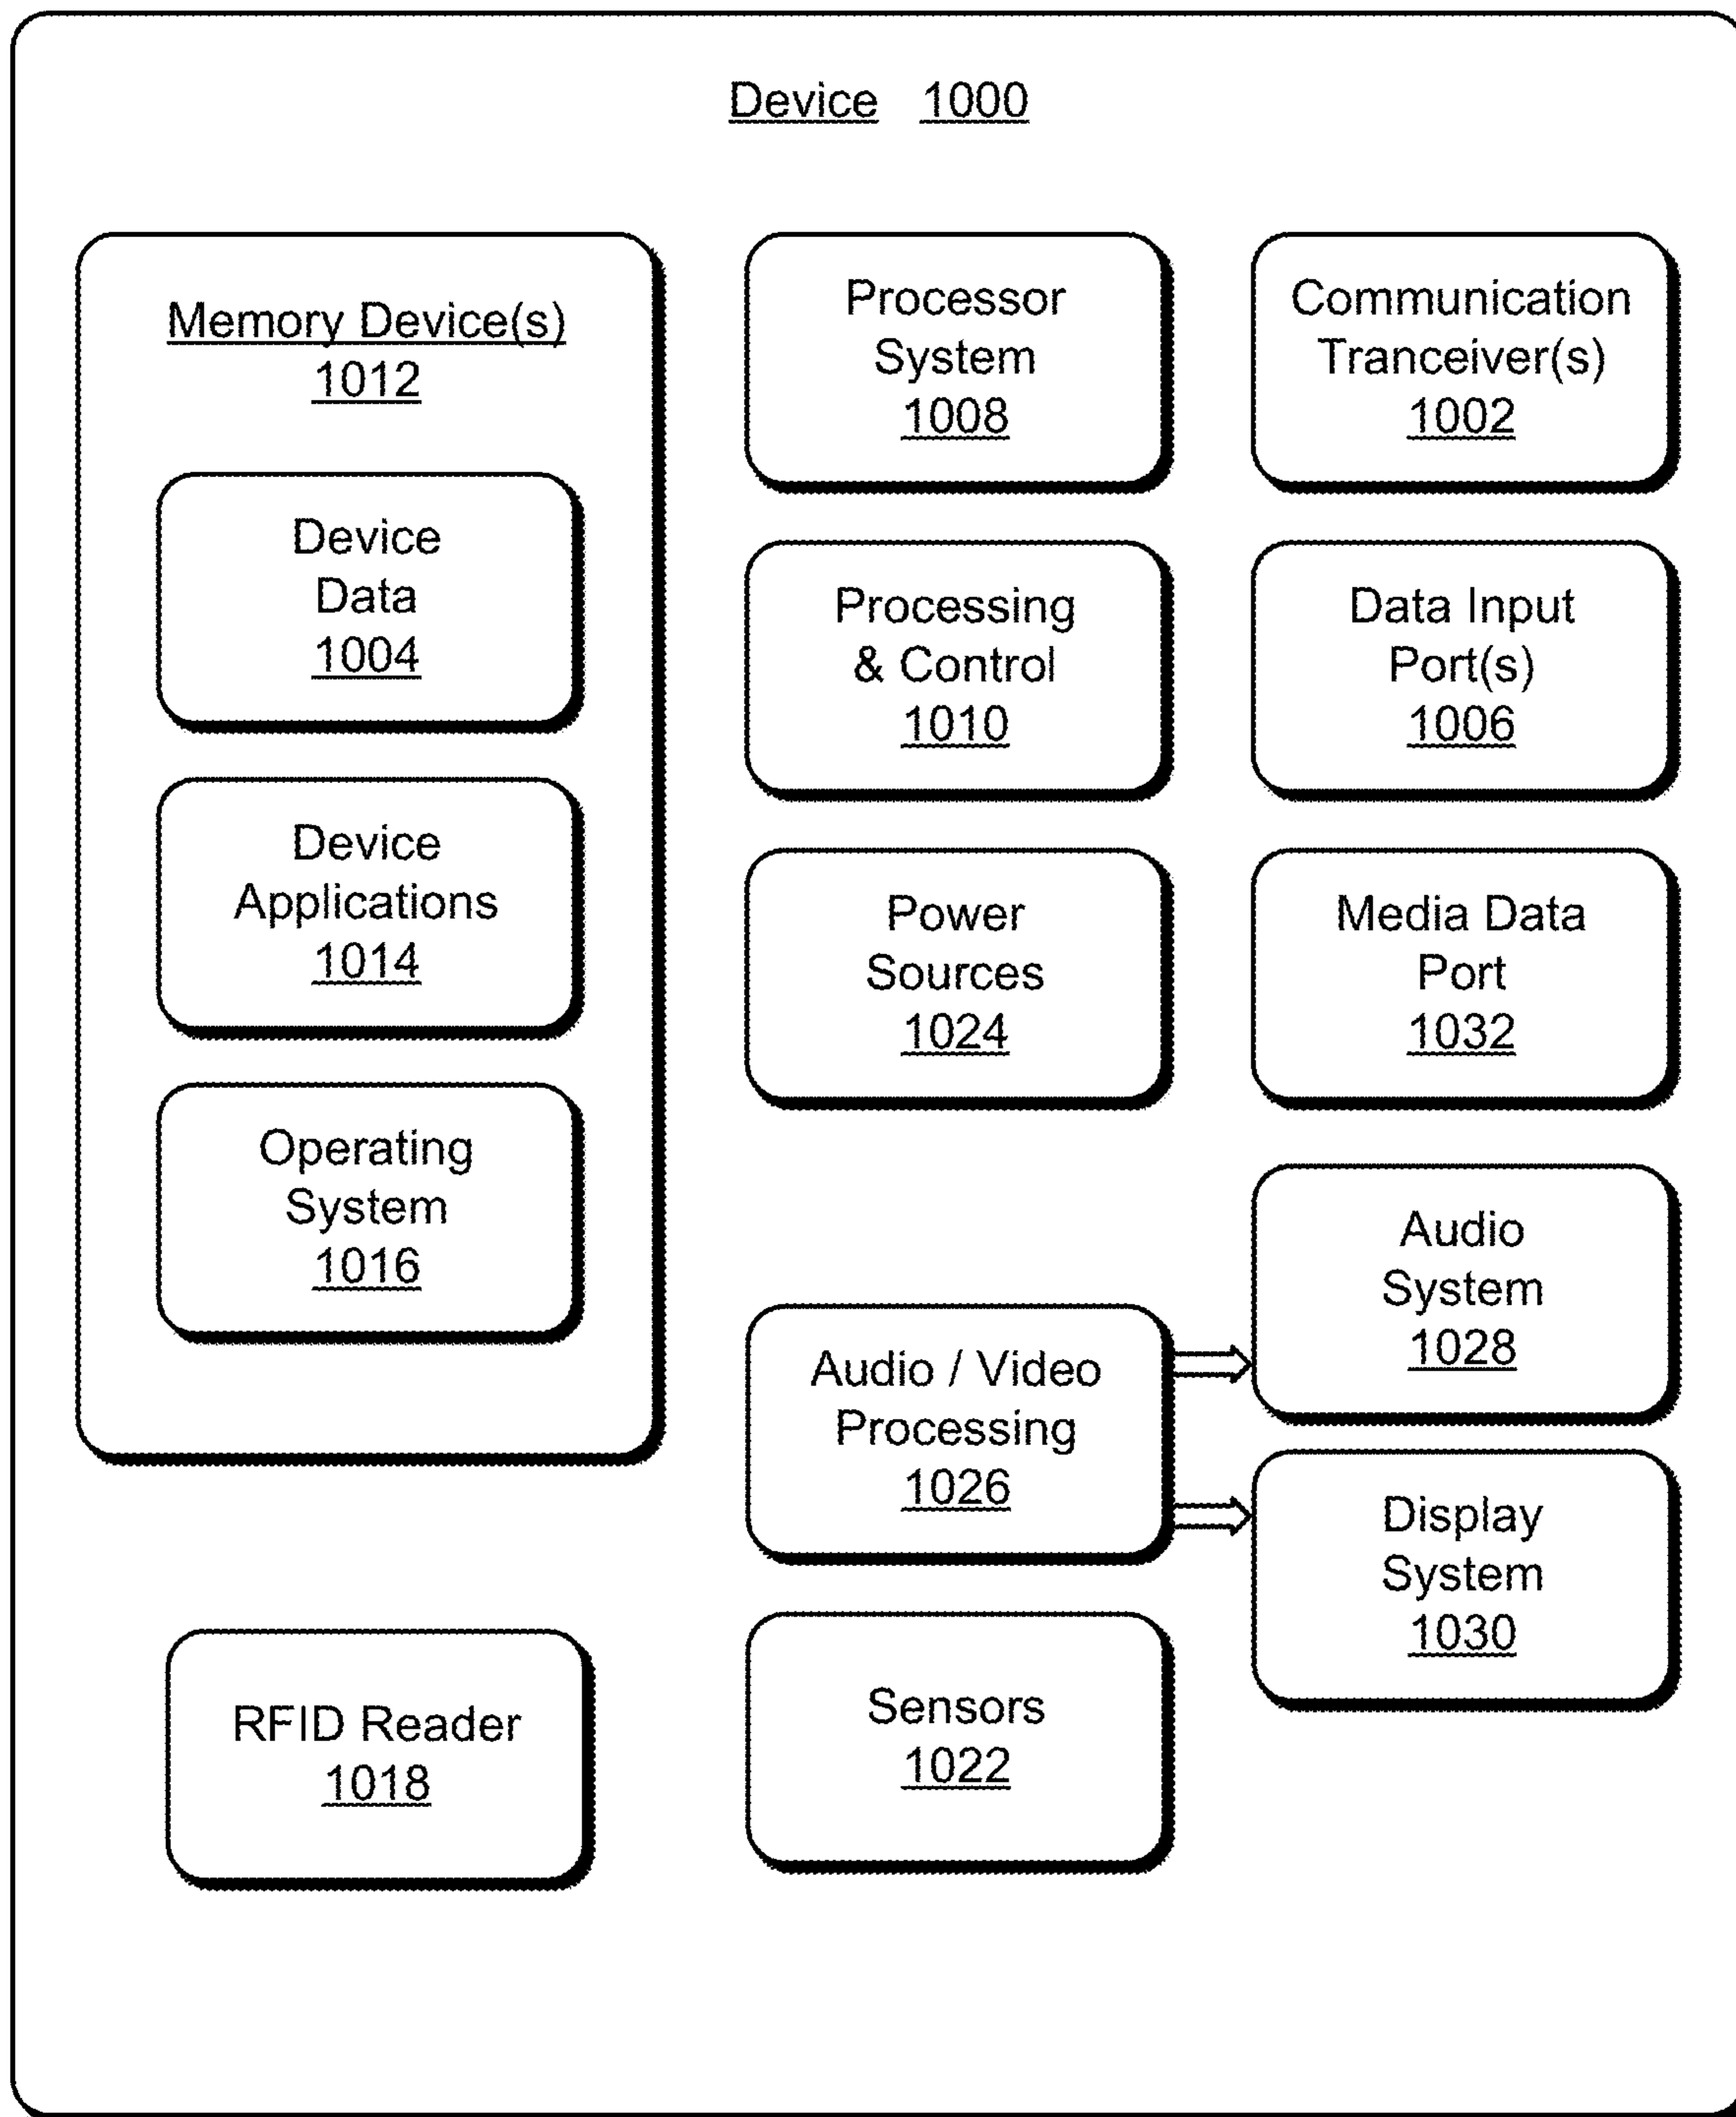 Device 1000
Memory Device(s)
1012
Device
Data
1004
Device
Applications
1014
Operating
System
1016
RFID Reader
1018
Processor
System
1008
Processing
& Control
1010
Power
Sources
1024
Audio / Video
Processing
1026
Sensors
1022
Communication
Tranceiver(s)
1002
Data Input
Port(s)
1006
Media Data
Port
1032
Audio
System
1028
Display
System
1030